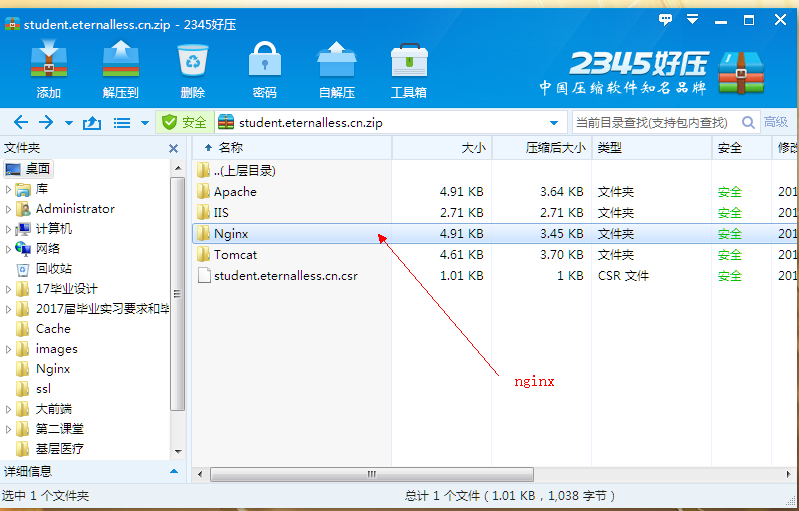 student.eternalless.cn.zip - 2345好压
添加 解压到 删除 密码 自解压 工具箱
2345好压
中国压缩软件知名品牌
安全 student.eternalless.cn.zip 当前目录查找(支持包内查找) 高级
文件夹 名称 大小 压缩后大小 类型 安全 修改
桌面 ..(上层目录)
库 Apache 4.91 KB 3.64 KB 文件夹 安全 201
Administrator IIS 2.71 KB 2.71 KB 文件夹 安全 201
计算机 Nginx 4.91 KB 3.45 KB 文件夹 安全 201
网络 Tomcat 4.61 KB 3.70 KB 文件夹 安全 201
回收站 student.eternalless.cn.csr 1.01 KB 1 KB CSR 文件 安全 201
17毕业设计
2017届毕业实习要求和毕
Cache
images
Nginx
nginx
ssl
大前端
第二课堂
基层医疗
详细信息
选中 1 个文件夹 总计 1 个文件 ( 1.01 KB , 1,038 字节 )